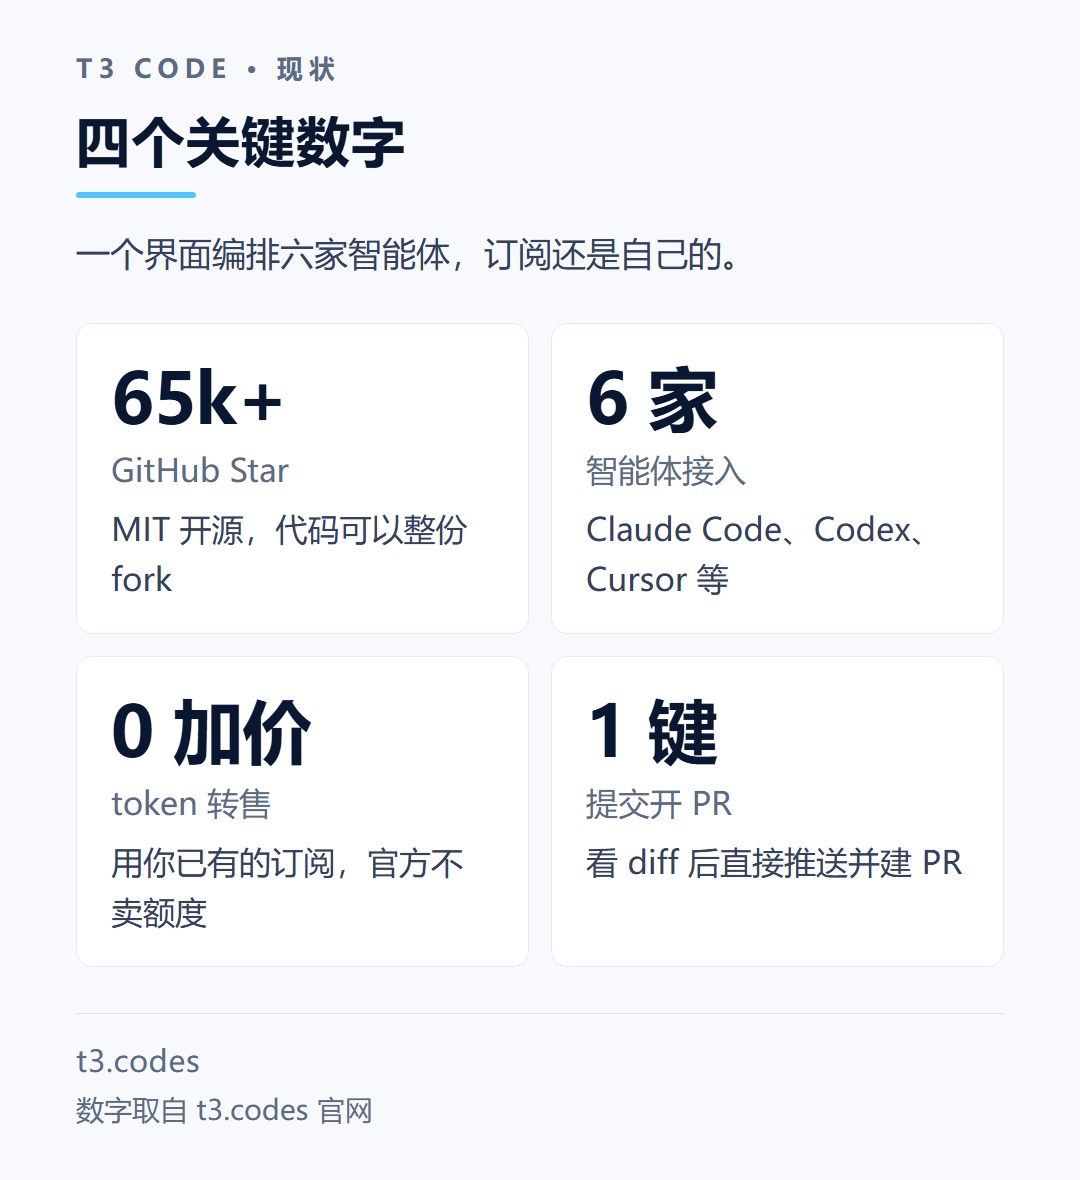 T3 CODE • 现状
四个关键数字
一个界面编排六家智能体，订阅还是自己的。
65k+
GitHub Star
MIT 开源，代码可以整份
fork
6 家
智能体接入
Claude Code、Codex、
Cursor 等
0 加价
token 转售
用你已有的订阅，官方不
卖额度
1 键
提交开 PR
看 diff 后直接推送并建 PR
t3.codes
数字取自 t3.codes 官网